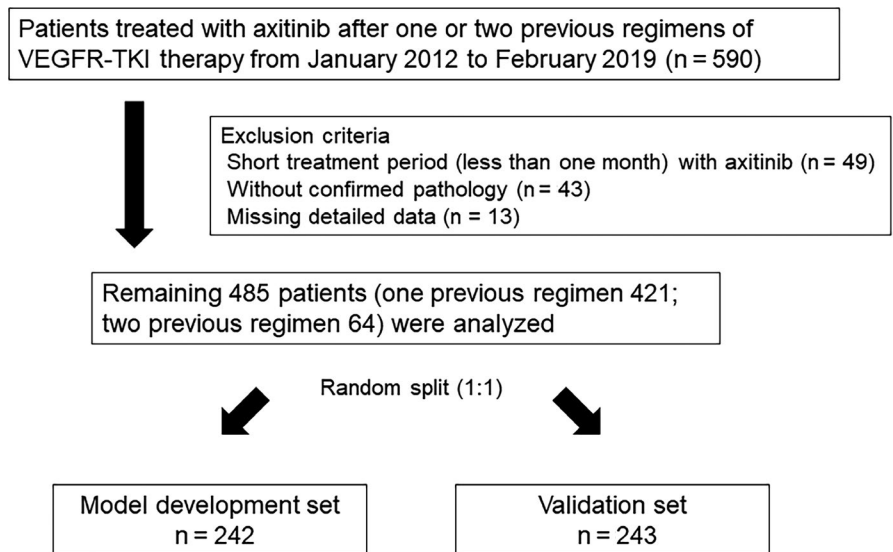 Patients treated with axitinib after one or two previous regimens of
VEGFR-TKI therapy from January 2012 to February 2019 (n = 590)
Exclusion criteria
Short treatment period (less than one month) with axitinib (n = 49)
Without confirmed pathology (n = 43)
Missing detailed data (n = 13)
Remaining 485 patients (one previous regimen 421;
two previous regimen 64) were analyzed
Random split (1:1)
Model development set
n = 242
Validation set
n = 243